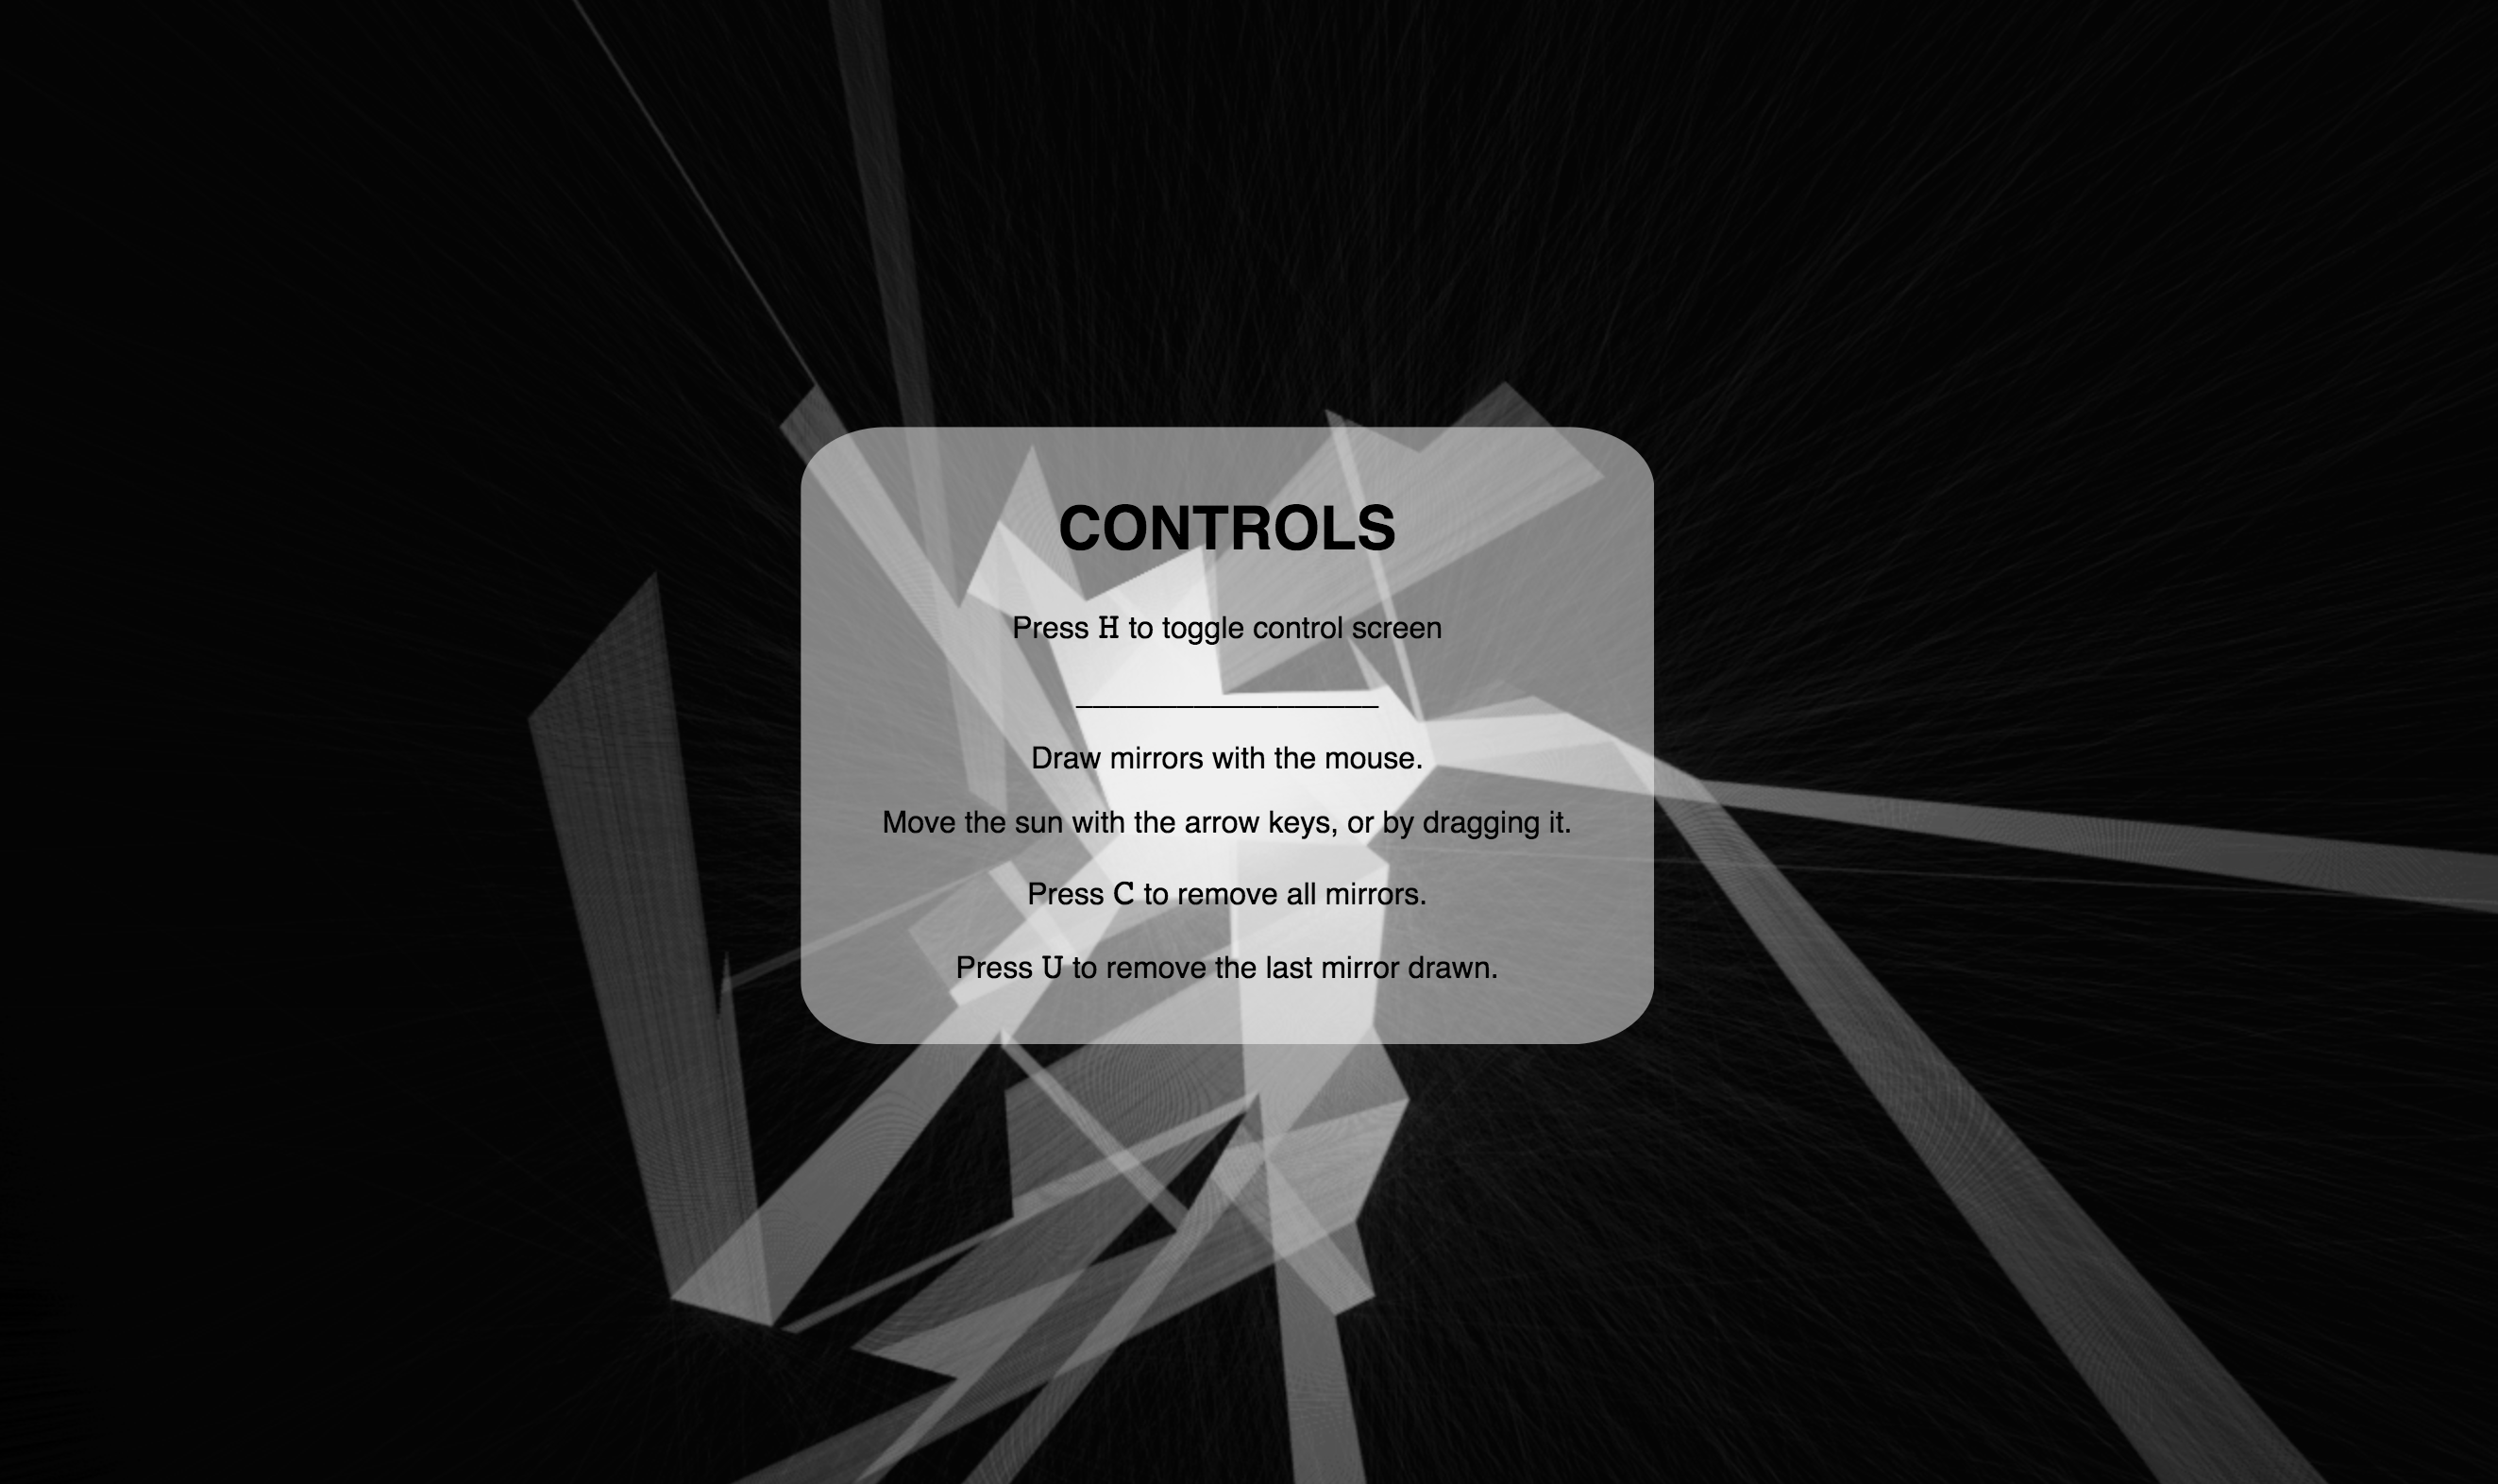 CONTROLS
Press H to toggle control screen
Draw mirrors with the mouse.
Move the sun with the arrow keys, or by dragging it.
Press C to remove all mirrors.
Press U to remove the last mirror drawn.